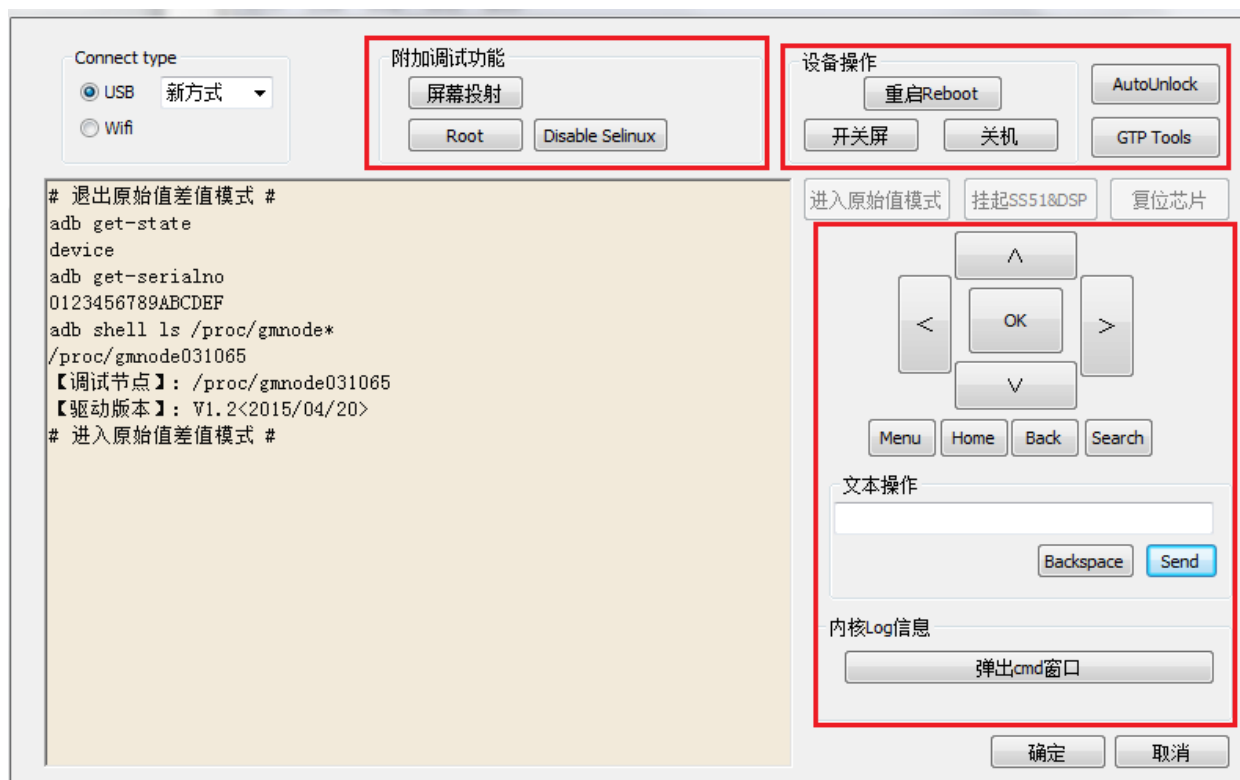 Connect type
USB 新方式
Wifi
附加调试功能
屏幕投射
Root Disable Selinux
设备操作
重启Reboot
开关屏 关机
AutoUnlock
GTP Tools
# 退出原始值差值模式 #
adb get-state
device
adb get-serialno
0123456789ABCDEF
adb shell ls /proc/gmnode*
/proc/gmnode031065
【调试节点】: /proc/gmnode031065
【驱动版本】: V1.2<2015/04/20>
# 进入原始值差值模式 #
进入原始值模式 挂起SS51&DSP 复位芯片
^
< OK >
v
Menu Home Back Search
文本操作
Backspace Send
内核Log信息
弹出cmd窗口
确定 取消